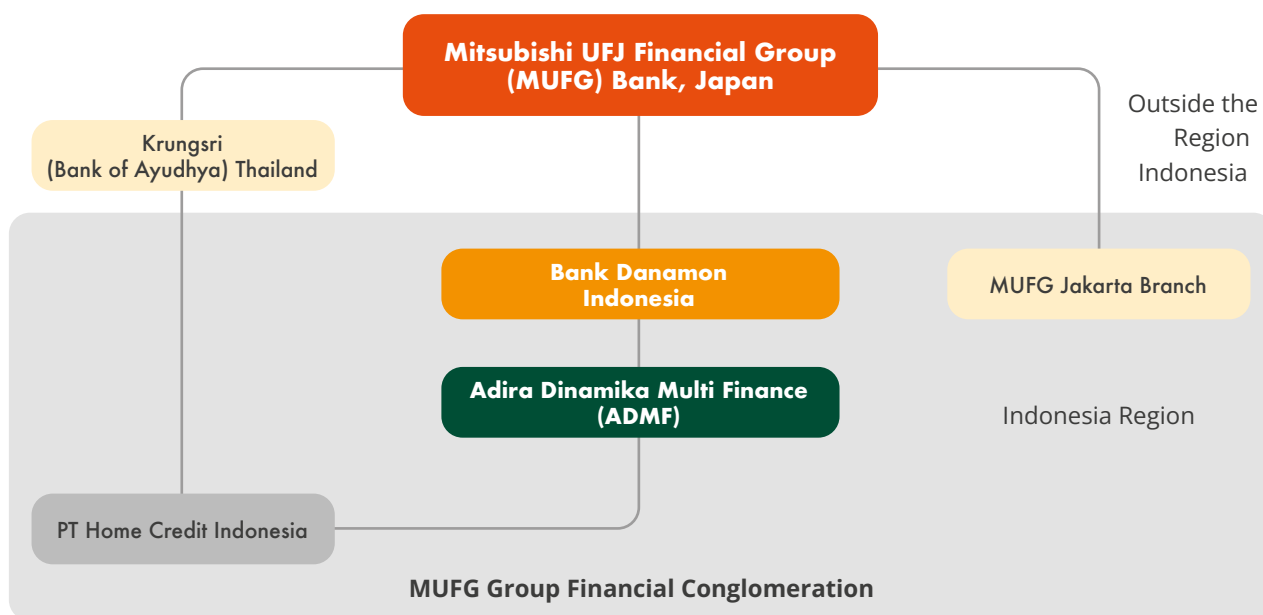 Mitsubishi UFJ Financial Group
(MUFG) Bank, Japan
Outside the
Region
Indonesia
Krungsri
(Bank of Ayudhya) Thailand
Bank Danamon
Indonesia
MUFG Jakarta Branch
Adira Dinamika Multi Finance
(ADMF)
Indonesia Region
PT Home Credit Indonesia
MUFG Group Financial Conglomeration